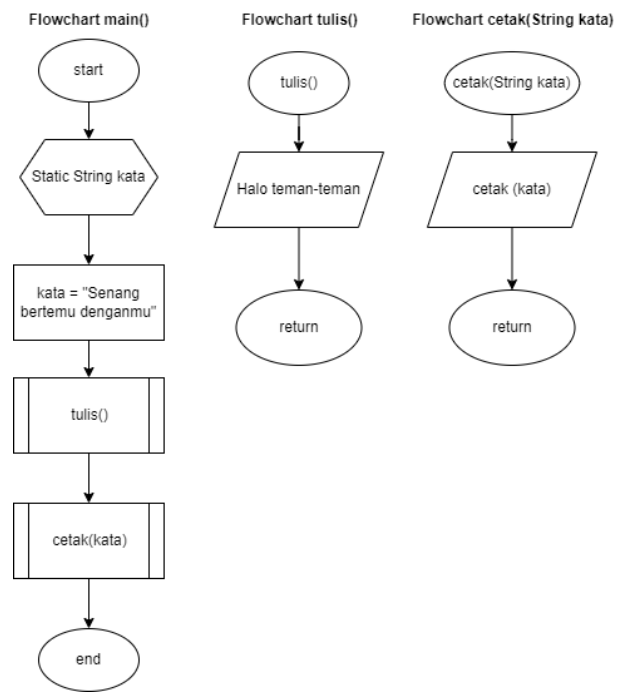 Flowchart main()
start
Static String kata
kata = "Senang
bertemu denganmu"
tulis()
cetak(kata)
end
Flowchart tulis()
tulis()
Halo teman-teman
return
Flowchart cetak(String kata)
cetak(String kata)
cetak (kata)
return